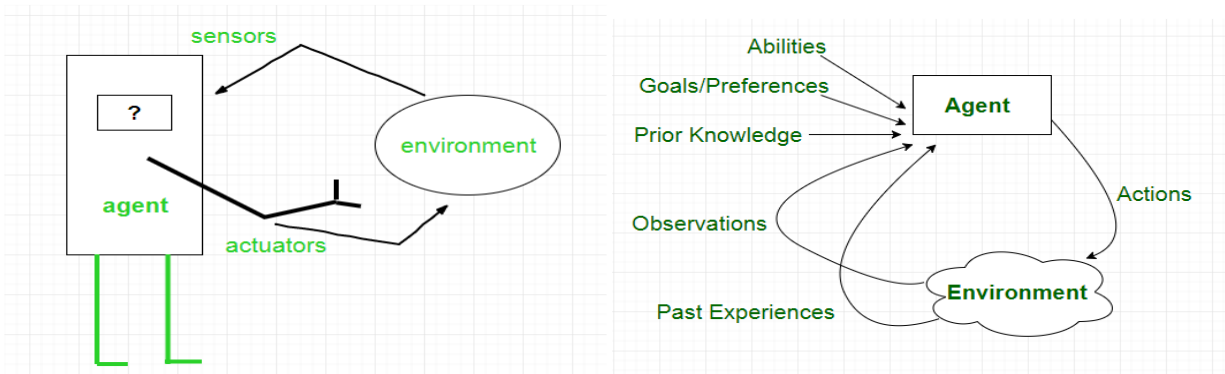 sensors
?
environment
agent
actuators
Abilities
Goals/Preferences
Agent
Prior Knowledge
Actions
Observations
Environment
Past Experiences